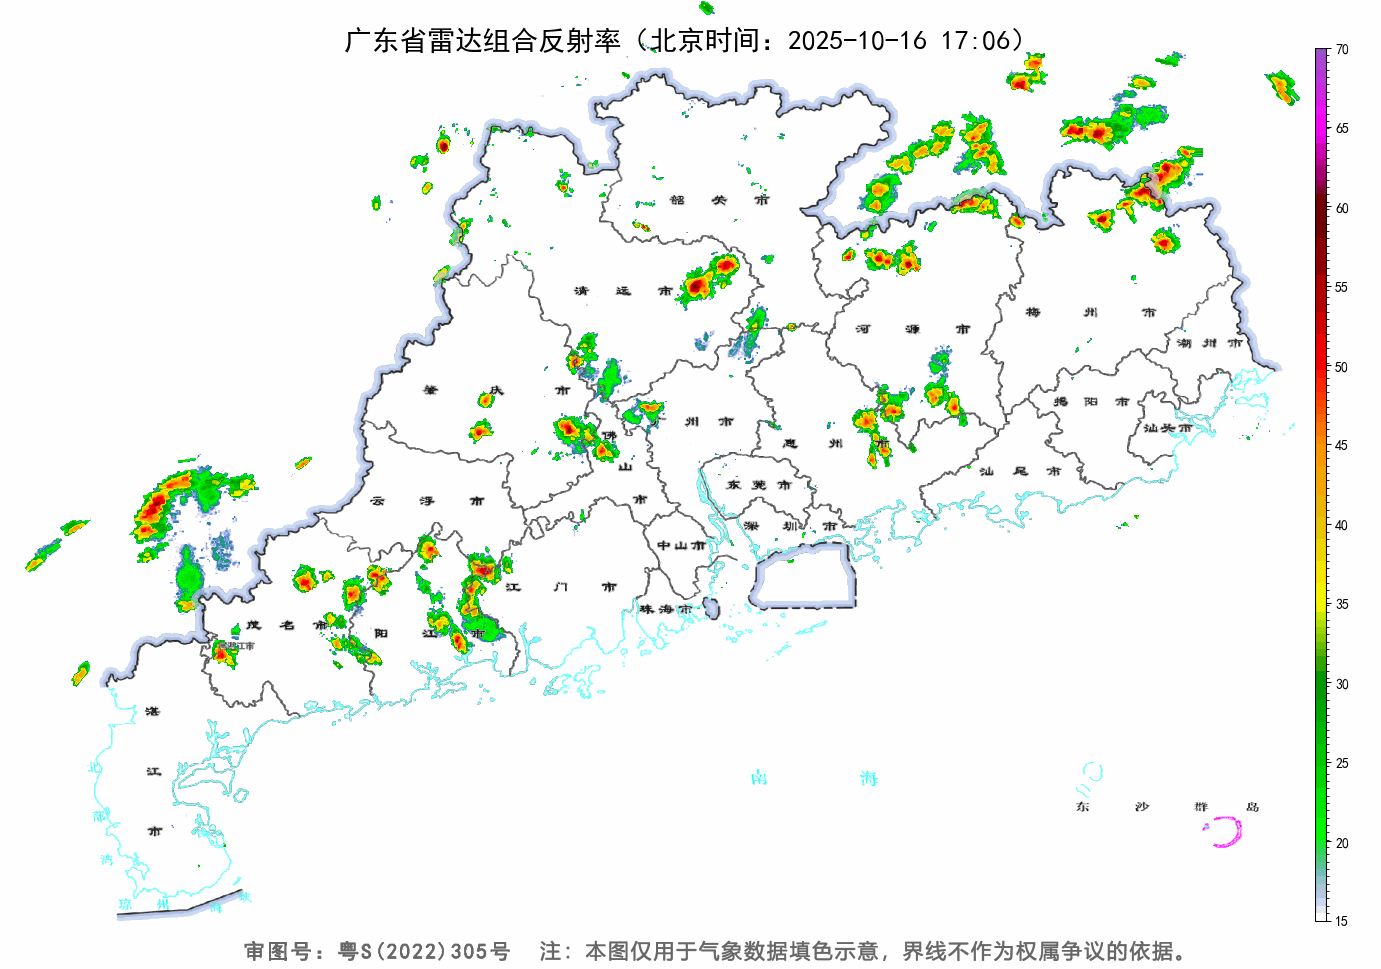 广东省雷达组合反射率（北京时间：2025-10-16 17:06）
70
65
60
55
50
45
40
35
30
25
20
15
韶关市
清远市
河源市
梅州市
潮州市
肇庆市
揭阳市
汕头市
佛山市
广州市
惠州市
汕尾市
云浮市
东莞市
深圳市
中山市
江门市
珠海市
茂名市
阳江市
湛江市
湛江市
北部湾
琼州海峡
南海
东沙群岛
审图号：粤S(2022)305号 注：本图仅用于气象数据填色示意，界线不作为权属争议的依据。